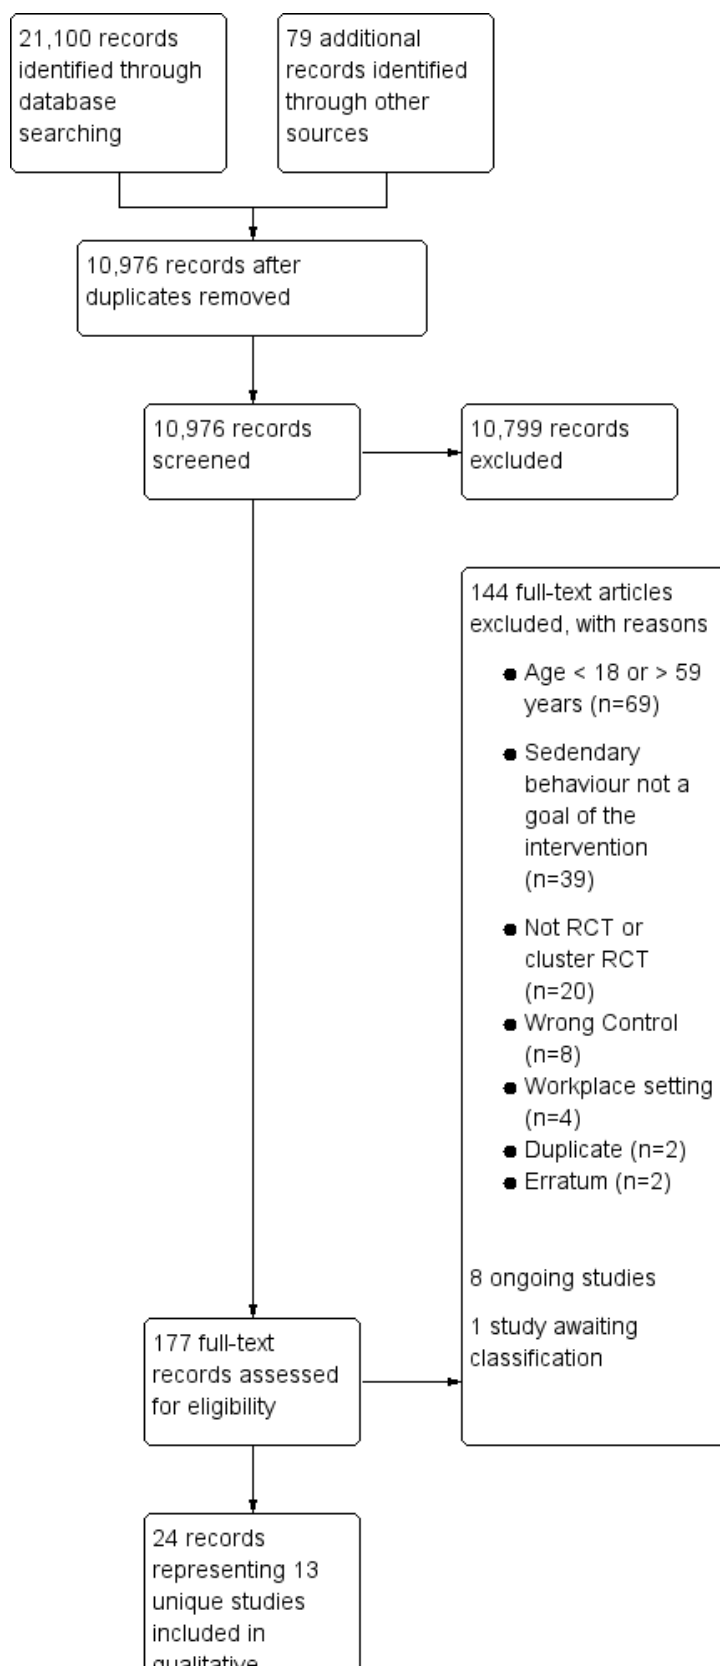 21,100 records
identified through
database
searching
79 additional
records identified
through other
sources
10,976 records after
duplicates removed
10,976 records
screened
10,799 records
excluded
144 full-text articles
excluded, with reasons
● Age < 18 or > 59
years (n=69)
● Sedendary
behaviour not a
goal of the
intervention
(n=39)
● Not RCT or
cluster RCT
(n=20)
● Wrong Control
(n=8)
● Workplace setting
(n=4)
● Duplicate (n=2)
● Erratum (n=2)
8 ongoing studies
1 study awaiting
classification
177 full-text
records assessed
for eligibility
24 records
representing 13
unique studies
included in
qualitative